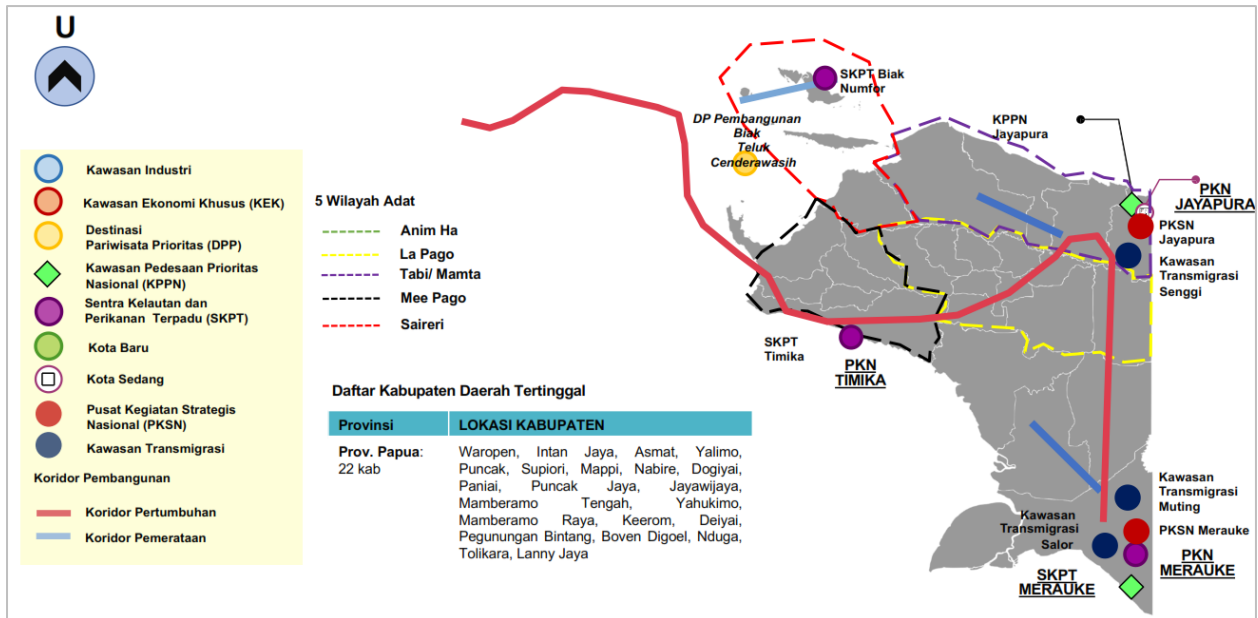 U
Kawasan Industri
Kawasan Ekonomi Khusus (KEK)
Destinasi
Pariwisata Prioritas (DPP)
Kawasan Pedesaan Prioritas
Nasional (KPPN)
Sentra Kelautan dan
Perikanan Terpadu (SKPT)
Kota Baru
Kota Sedang
Pusat Kegiatan Strategis
Nasional (PKSN)
Kawasan Transmigrasi
Koridor Pembangunan
Koridor Pertumbuhan
Koridor Pemerataan
5 Wilayah Adat
Anim Ha
La Pago
Tabi/ Mamta
Mee Pago
Saireri
Daftar Kabupaten Daerah Tertinggal
Provinsi LOKASI KABUPATEN
Prov. Papua:
22 kab
Waropen, Intan Jaya, Asmat, Yalimo,
Puncak, Supiori, Mappi, Nabire, Dogiyai,
Paniai, Puncak Jaya, Jayawijaya,
Mamberamo Tengah, Yahukimo,
Mamberamo Raya, Keerom, Deiyai,
Pegunungan Bintang, Boven Digoel, Nduga,
Tolikara, Lanny Jaya
SKPT Biak
Numfor
DP Pembangunan
Biak
Teluk
Cenderawasih
KPPN
Jayapura
PKN
JAYAPURA
PKSN
Jayapura
Kawasan
Transmigrasi
Senggi
SKPT
Timika
PKN
TIMIKA
Kawasan
Transmigrasi
Muting
Kawasan
Transmigrasi
Salor
PKSN Merauke
PKN
MERAUKE
SKPT
MERAUKE